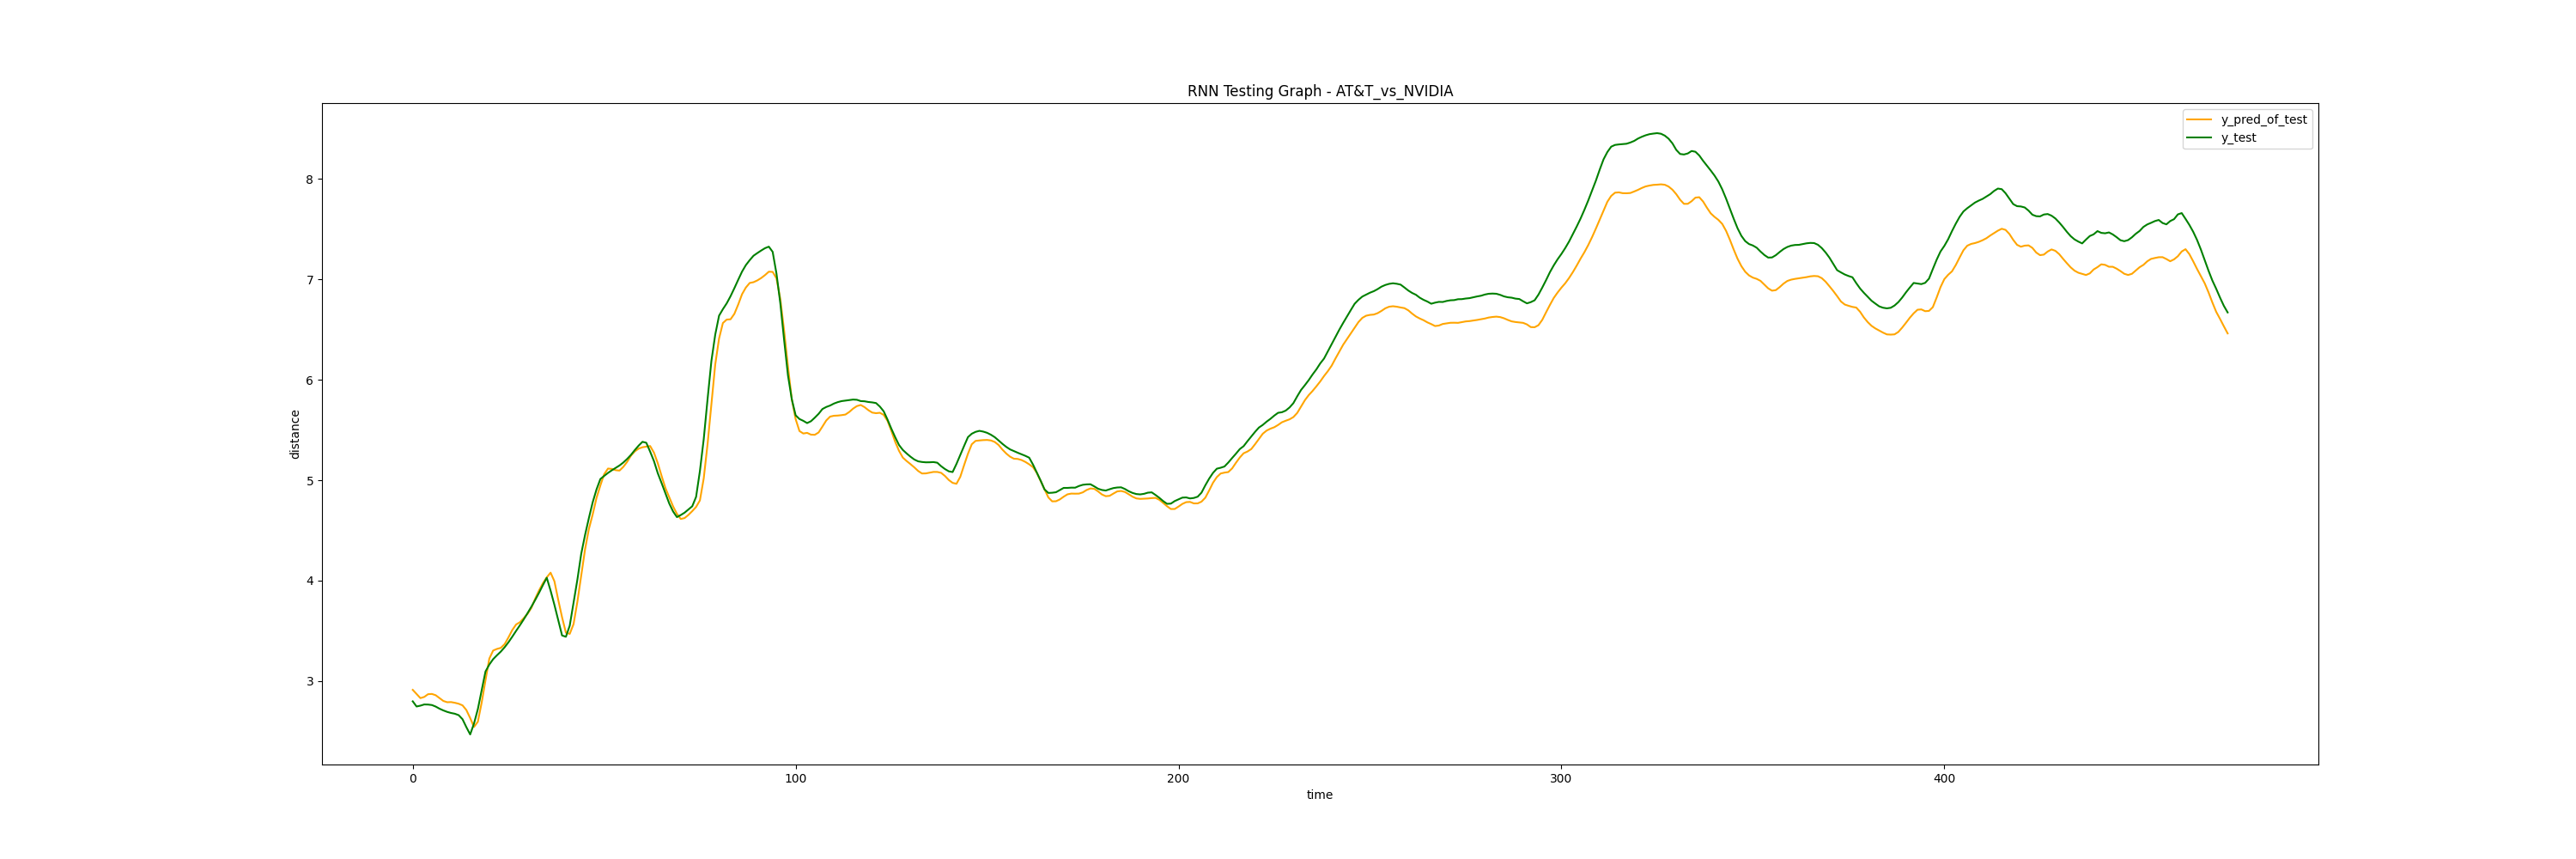 RNN Testing Graph - AT&T_vs_NVIDIA
y_pred_of_test
y_test
8
7
6
5
4
3
distance
0 100 200 300 400
time